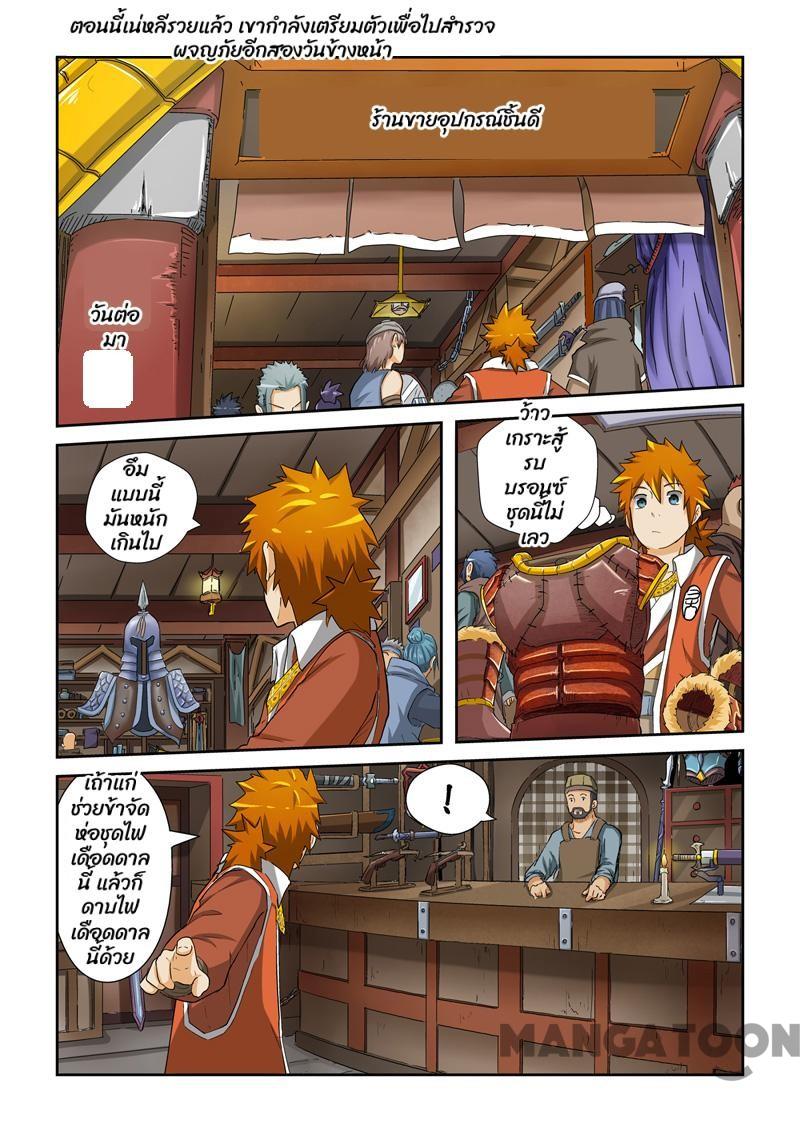 ตอนนี้เน่หลีรวยแล้ว เขากำลังเตรียมตัวเพื่อไปสำรวจ
ผจญภัยอีกสองวันข้างหน้า
ร้านขายอุปกรณ์ชั้นดี
วันต่อ
มา
อืม
แบบนี้
มันหนัก
เกินไป
ว้าว
เกราะสู้
รบ
บรอนซ์
ชุดนี้ไม่
เลว
เถ้าแก่
ช่วยข้าจัด
ห่อชุดไฟ
เดือดดาล
นี้ แล้วก็
ดาบไฟ
เดือดดาล
นี้ด้วย
!
MANGATOON